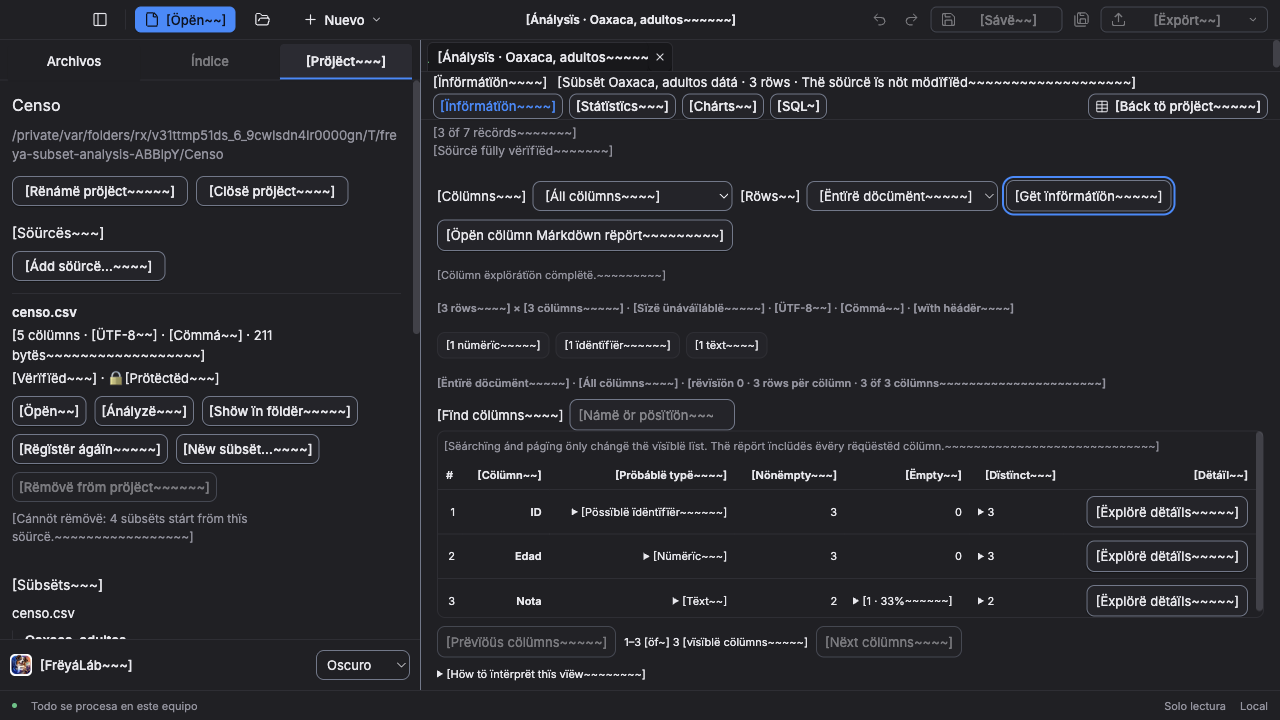 [Öpën~~]
Nuevo
[Ánálysïs · Oaxaca, adultos~~~~~~]
[Sávë~~]
[Ëxpört~~]
Archivos
Índice
[Pröjëct~~~]
Censo
/private/var/folders/rx/v31ttmp51ds_6_9cwlsdn4lr0000gn/T/fre
ya-subset-analysis-ABBlpY/Censo
[Rënámë pröjëct~~~~~]
[Clösë pröjëct~~~~]
[Söürcës~~~]
[Ádd söürcë...~~~~]
censo.csv
[5 cölümns · [ÜTF-8~~] · [Cömmá~~] · 211
bytës~~~~~~~~~~~~~~~~~]
[Vërïfïëd~~~] · 🔒[Prötëctëd~~~]
[Öpën~~]
[Ánályzë~~~]
[Shöw ïn földër~~~~~]
[Rëgïstër ágáïn~~~~~]
[Nëw sübsët...~~~~]
[Rëmövë fröm pröjëct~~~~~~]
[Cánnöt rëmövë: 4 sübsëts stárt fröm thïs
söürcë.~~~~~~~~~~~~~~~~]
[Sübsëts~~~]
censo.csv
Oaxaca, adultos
[FrëyáLáb~~~]
Oscuro
[Ánálysïs · Oaxaca, adultos~~~~~ ×
[Ïnförmátïön~~~~] [Sübsët Oaxaca, adultos dátá · 3 röws · Thë söürcë ïs nöt mödïfïëd~~~~~~~~~~~~~~~~~]
[Ïnförmátïön~~~~]
[Státïstïcs~~~]
[Chárts~~]
[SQL~]
[Báck tö pröjëct~~~~~]
[3 öf 7 rëcörds~~~~~~~]
[Söürcë fülly vërïfïëd~~~~~~~]
[Cölümns~~~]
[Áll cölümns~~~~]
[Röws~~]
[Ëntïrë döcümënt~~~~~]
[Gët ïnförmátïön~~~~~]
[Öpën cölümn Márkdöwn rëpört~~~~~~~~~]
[Cölümn ëxplörátïön cömplëtë.~~~~~~~~~]
[3 röws~~~~] × [3 cölümns~~~~~] · [Sïzë ünáváïláblë~~~~~] · [ÜTF-8~~] · [Cömmá~~] · [wïth hëádër~~~~]
[1 nümërïc~~~~~]
[1 ïdëntïfïër~~~~~~]
[1 tëxt~~~~]
[Ëntïrë döcümënt~~~~~] · [Áll cölümns~~~~] · [rëvïsïön 0 · 3 röws për cölümn · 3 öf 3 cölümns~~~~~~~~~~~~~~~~~~~~~~]
[Fïnd cölümns~~~~]
[Námë ör pösïtïön~~~
[Sëárchïng ánd págïng önly chángë thë vïsïblë lïst. Thë rëpört ïnclüdës ëvëry rëqüëstëd cölümn.~~~~~~~~~~~~~~~~~~~~~~~~~~~~]
# [Cölümn~~] [Pröbáblë typë~~~~] [Nönëmpty~~~] [Ëmpty~~] [Dïstïnct~~~] [Dëtáïl~~]
1 ID ▶ [Pössïblë ïdëntïfïër~~~~~~] 3 0 ▶ 3 [Ëxplörë dëtáïls~~~~~]
2 Edad ▶ [Nümërïc~~~] 3 0 ▶ 3 [Ëxplörë dëtáïls~~~~~]
3 Nota ▶ [Tëxt~~] 2 ▶ [1 · 33%~~~~~~] ▶ 2 [Ëxplörë dëtáïls~~~~~]
[Prëvïöüs cölümns~~~~~]
1–3 [öf~] 3 [vïsïblë cölümns~~~~~]
[Nëxt cölümns~~~~]
▶ [Höw tö ïntërprët thïs vïëw~~~~~~~~]
Todo se procesa en este equipo
Solo lectura
Local